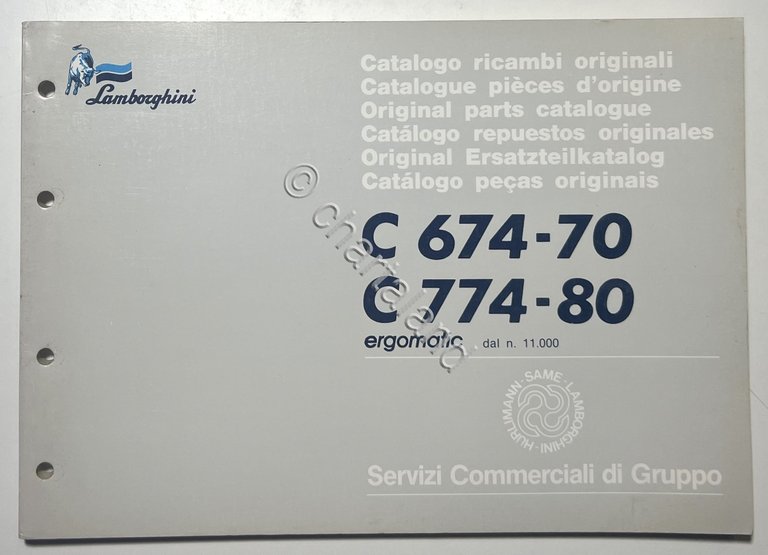 Lamborghini
Catalogo ricambi originali
Catalogue pièces d'origine
Original parts catalogue
Catálogo repuestos originales
Original Ersatzteilkatalog
Catálogo peças originais
C 674-70
C 774-80
ergomatic dal n. 11.000
HURLIMANN-SAME-LAMBORGHINI-
Servizi Commerciali di Gruppo
© chartaland